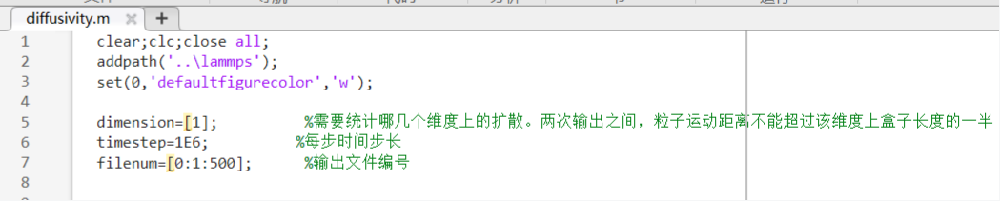 diffusivity.m
1 clear;clc;close all;
2 addpath('..\lammps');
3 set(0,'defaultfigurecolor','w');
4
5 dimension=[1]; %需要统计哪几个维度上的扩散。两次输出之间，粒子运动距离不能超过该维度上盒子长度的一半
6 timestep=1E6; %每步时间步长
7 filenum=[0:1:500]; %输出文件编号
8